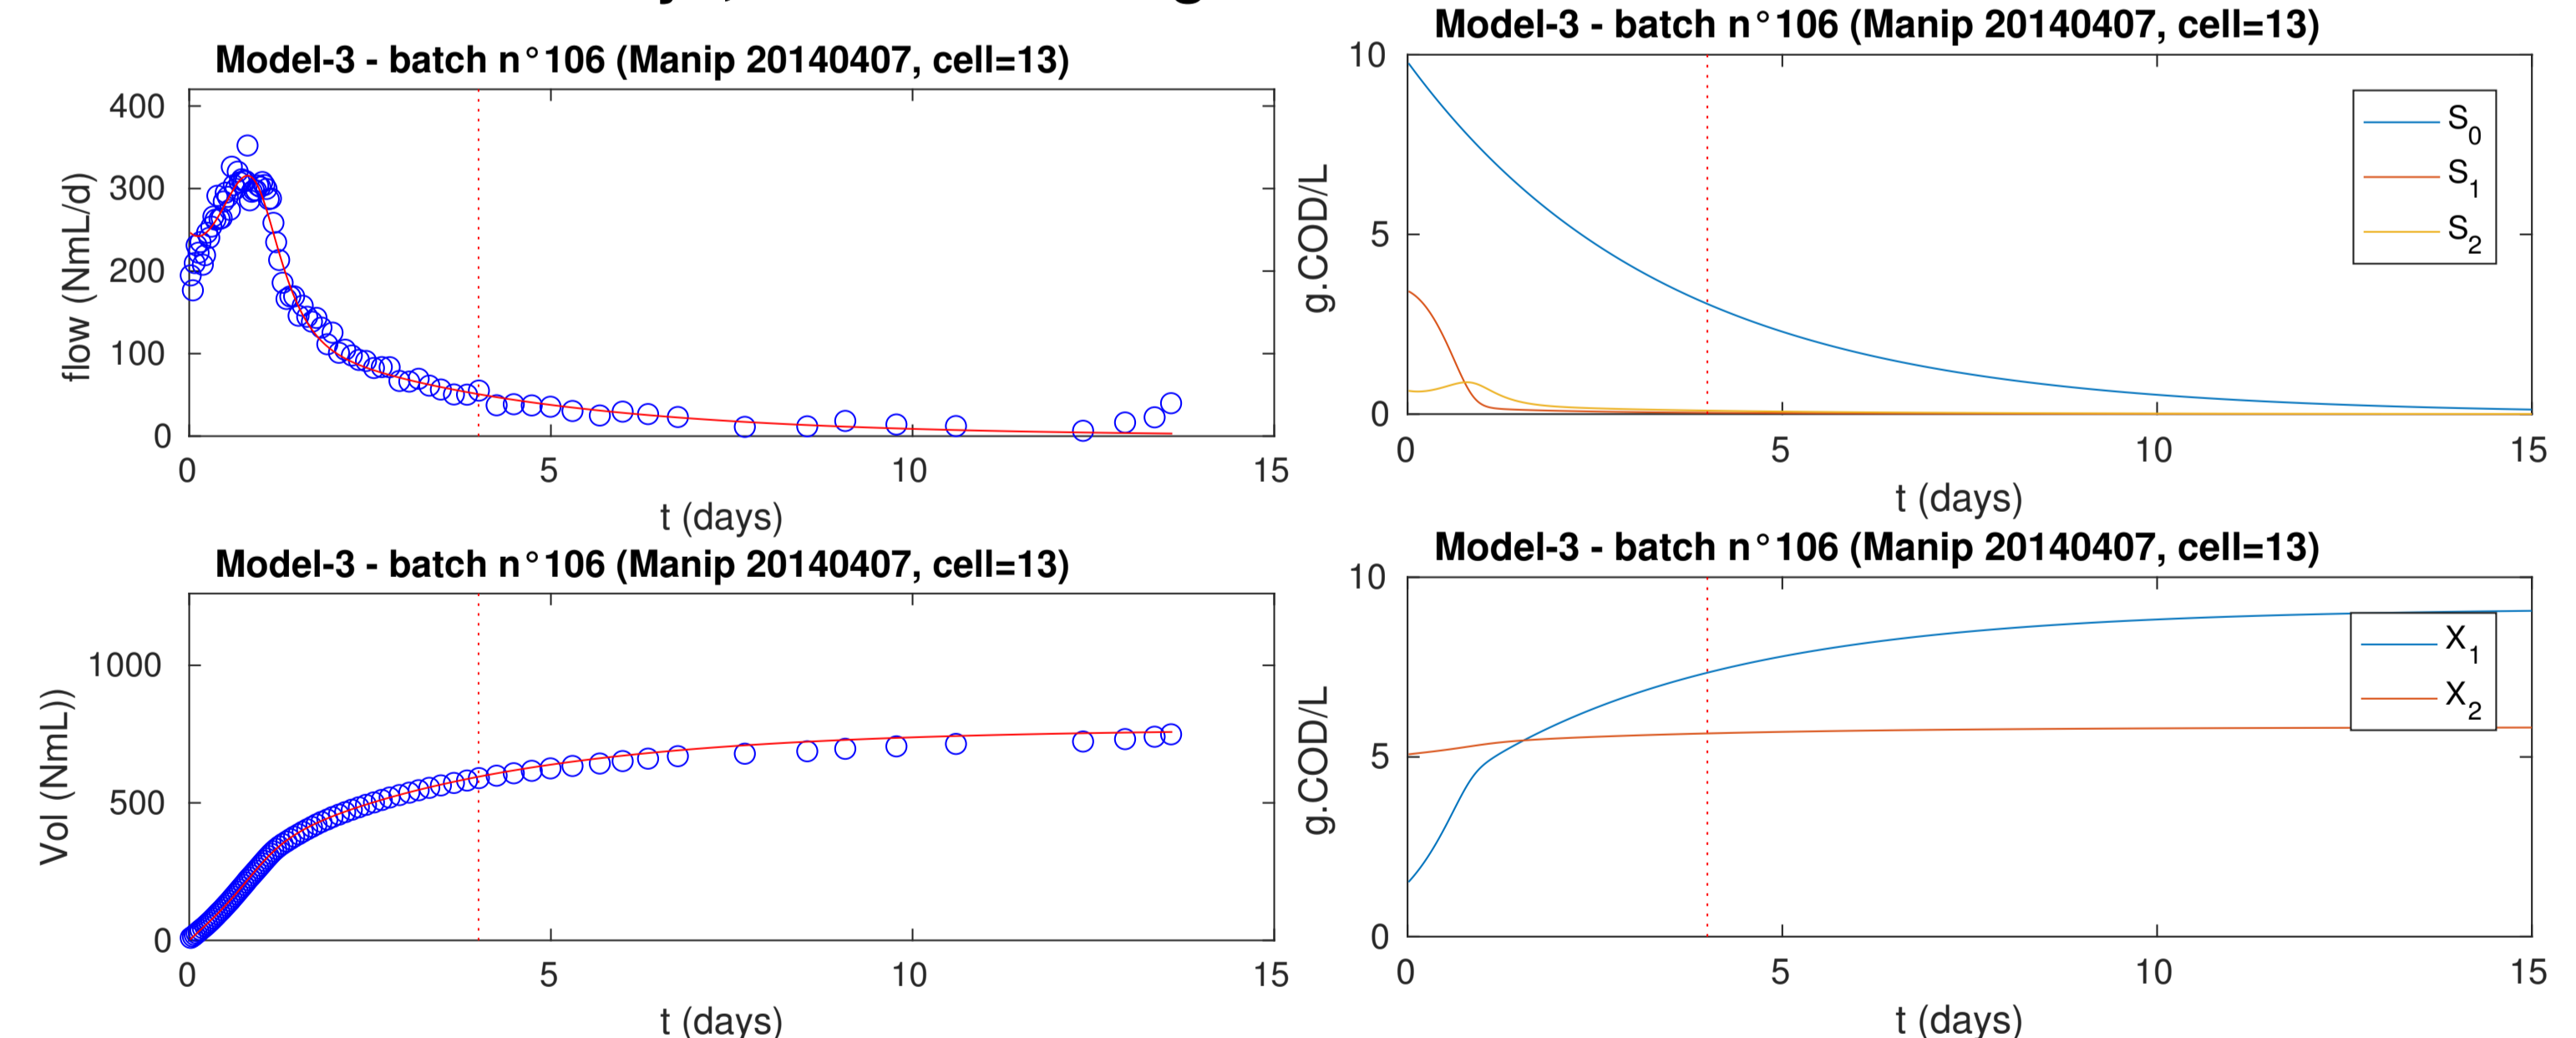 Model-3 - batch n°106 (Manip 20140407, cell=13)
400
300
200
100
0
flow (NmL/d)
0 5 10 15
t (days)
Model-3 - batch n°106 (Manip 20140407, cell=13)
10
5
0
g.COD/L
S0
S1
S2
0 5 10 15
t (days)
Model-3 - batch n°106 (Manip 20140407, cell=13)
1000
500
0
Vol (NmL))
0 5 10 15
t (days)
Model-3 - batch n°106 (Manip 20140407, cell=13)
10
5
0
g.COD/L
X1
X2
0 5 10 15
t (days)